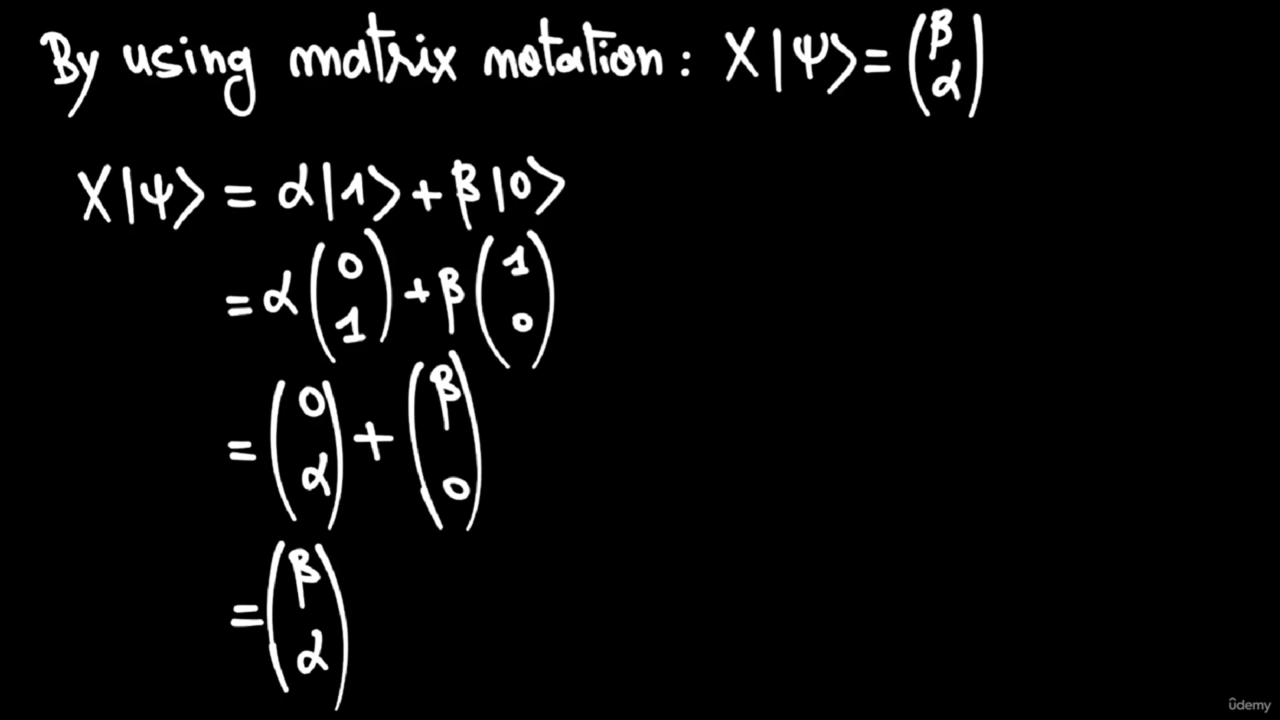 By using matrix notation : X|Ψ> = (β α)
X|Ψ> = α|1> + β|0>
= α(0 1) + β(1 0)
= (0 α) + (β 0)
= (β α)
ûdemy